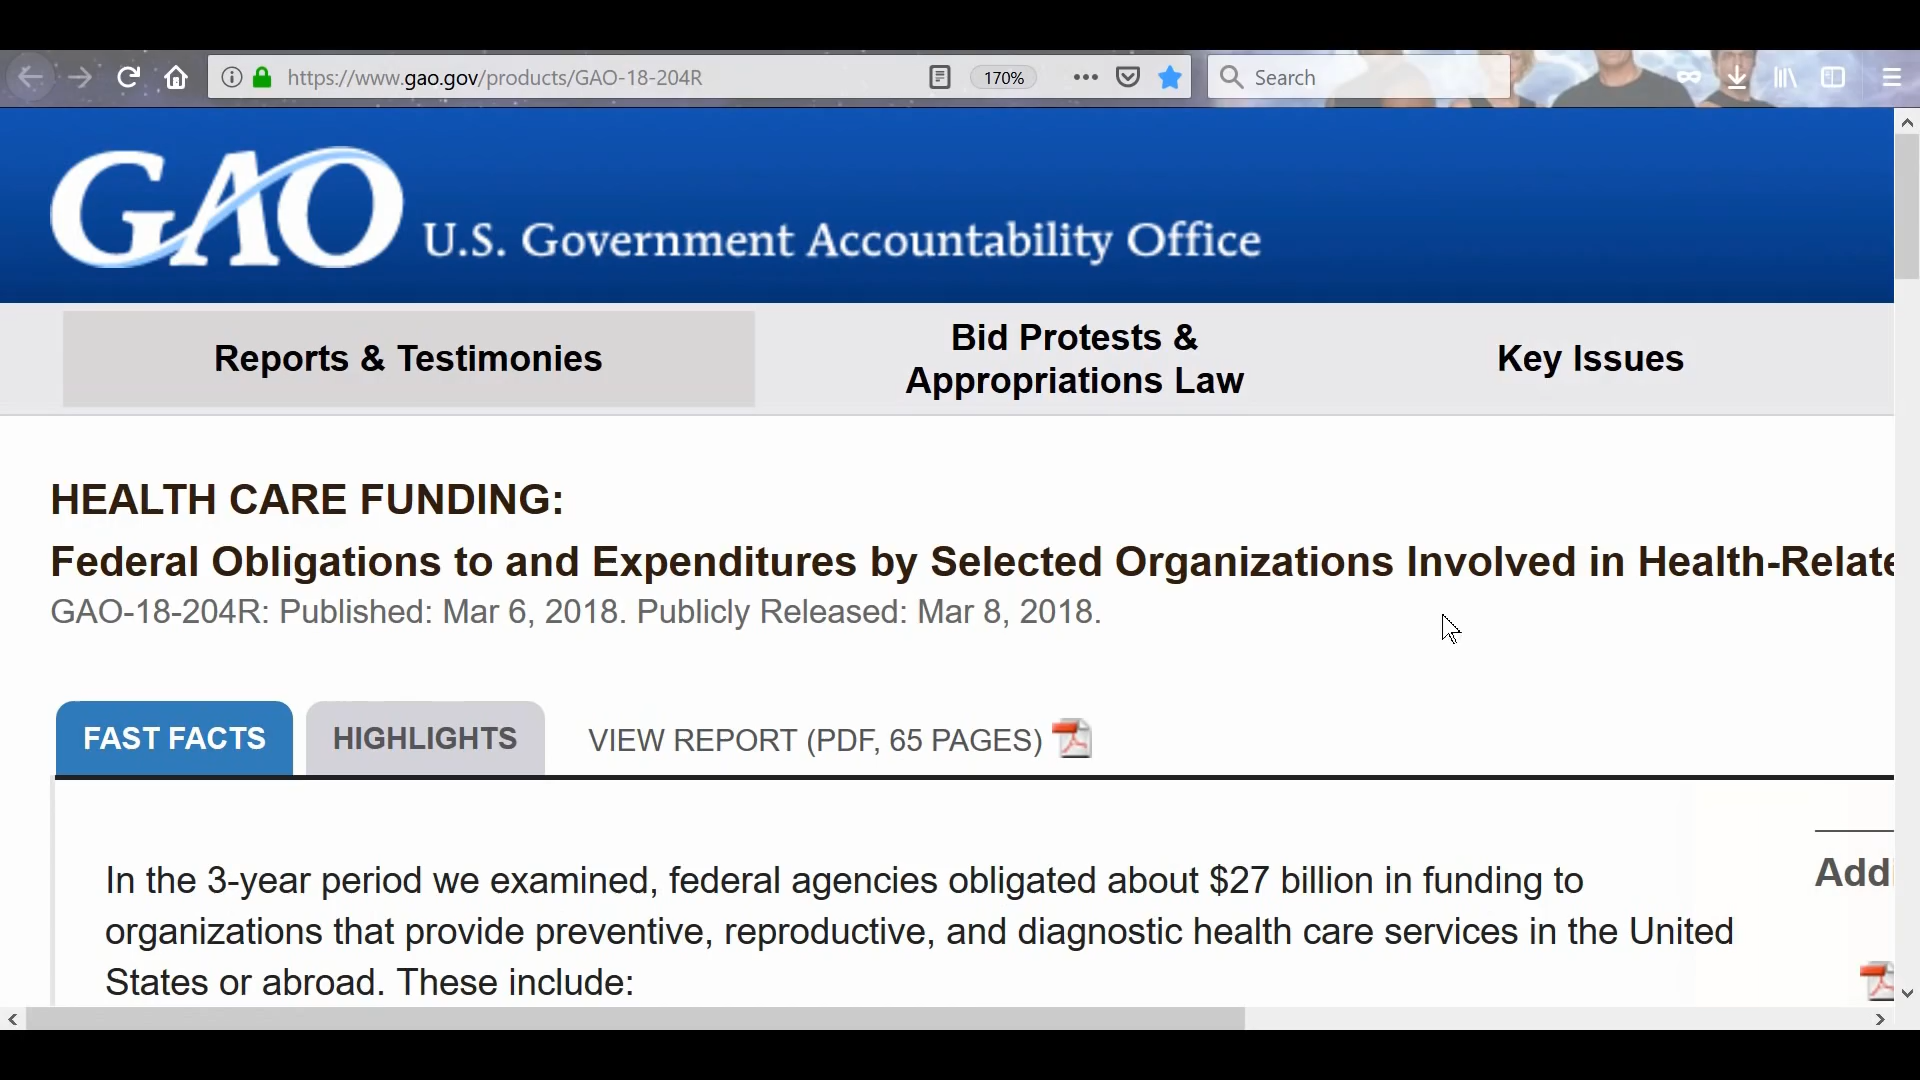 https://www.gao.gov/products/GAO-18-204R
170%
Search
GAO
U.S. Government Accountability Office
Reports & Testimonies
Bid Protests &
Appropriations Law
Key Issues
HEALTH CARE FUNDING:
Federal Obligations to and Expenditures by Selected Organizations Involved in Health-Relate
GAO-18-204R: Published: Mar 6, 2018. Publicly Released: Mar 8, 2018.
FAST FACTS
HIGHLIGHTS
VIEW REPORT (PDF, 65 PAGES)
In the 3-year period we examined, federal agencies obligated about $27 billion in funding to
organizations that provide preventive, reproductive, and diagnostic health care services in the United
States or abroad. These include:
Addi